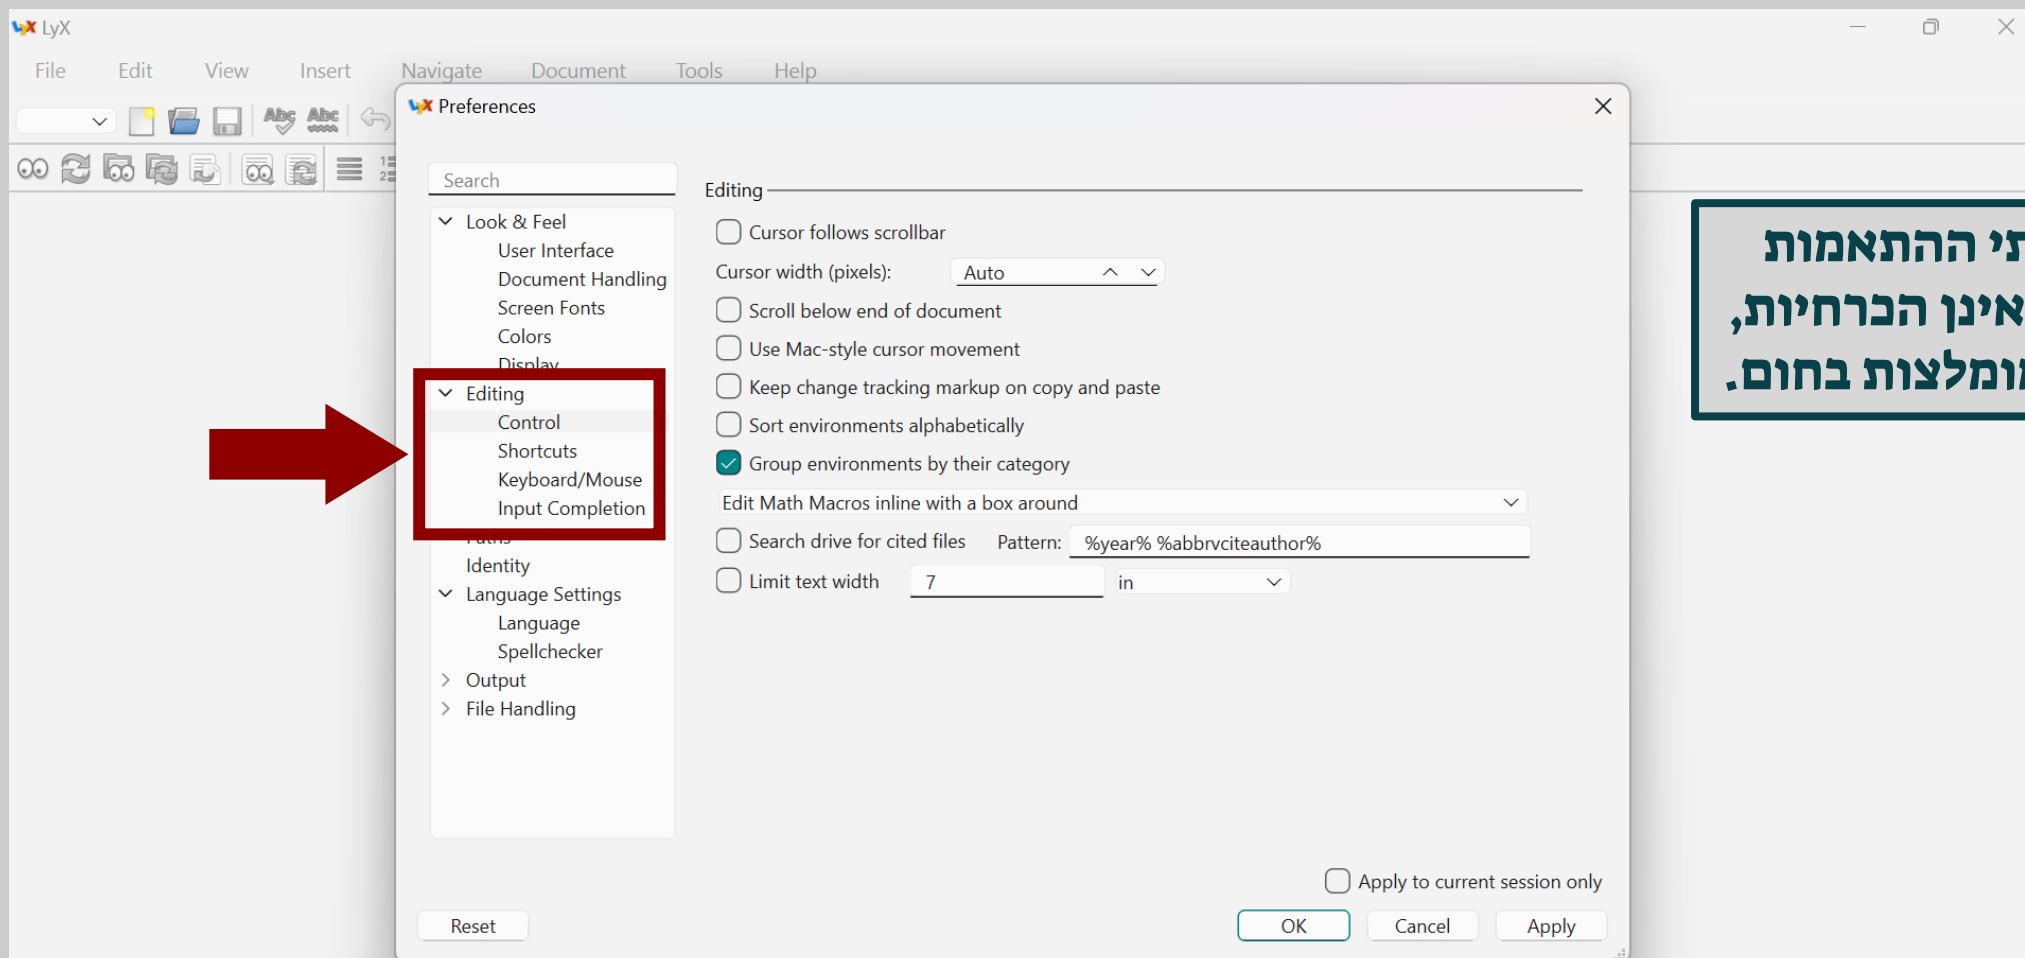 LyX
File Edit View Insert Navigate Document Tools Help
Preferences
Search
Look & Feel
User Interface
Document Handling
Screen Fonts
Colors
Display
Editing
Control
Shortcuts
Keyboard/Mouse
Input Completion
Paths
Identity
Language Settings
Language
Spellchecker
Output
File Handling
Editing
Cursor follows scrollbar
Cursor width (pixels): Auto
Scroll below end of document
Use Mac-style cursor movement
Keep change tracking markup on copy and paste
Sort environments alphabetically
Group environments by their category
Edit Math Macros inline with a box around
Search drive for cited files Pattern: %year% %abbrvciteauthor%
Limit text width 7 in
Apply to current session only
Reset OK Cancel Apply
ההתאמות
אינן הכרחיות,
מומלצות בחום.